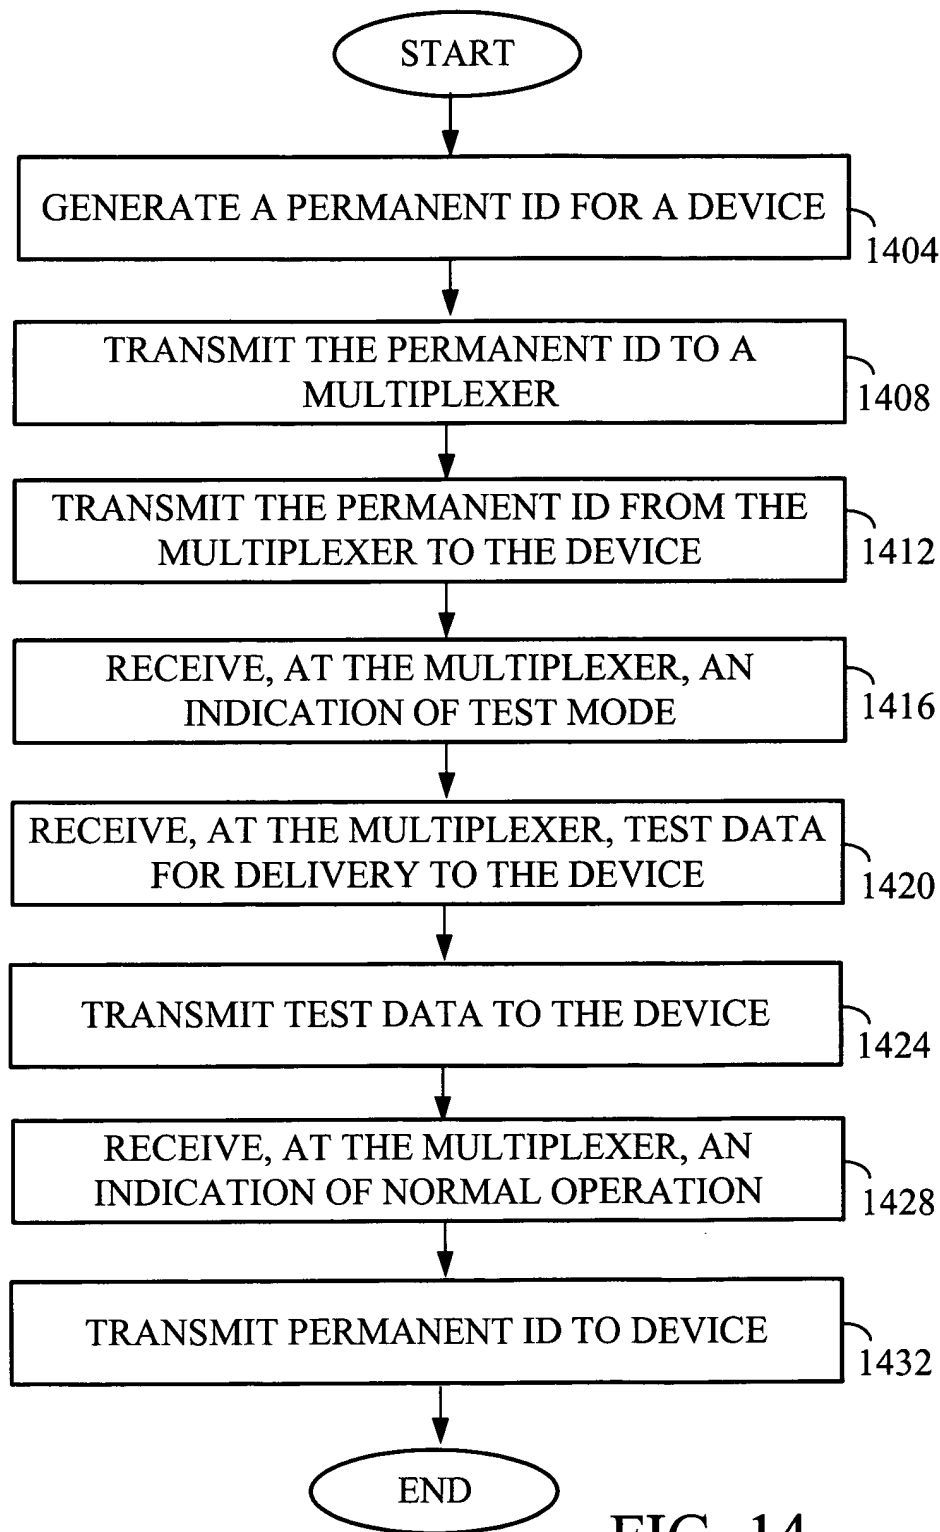 START
GENERATE A PERMANENT ID FOR A DEVICE
1404
TRANSMIT THE PERMANENT ID TO A
MULTIPLEXER
1408
TRANSMIT THE PERMANENT ID FROM THE
MULTIPLEXER TO THE DEVICE
1412
RECEIVE, AT THE MULTIPLEXER, AN
INDICATION OF TEST MODE
1416
RECEIVE, AT THE MULTIPLEXER, TEST DATA
FOR DELIVERY TO THE DEVICE
1420
TRANSMIT TEST DATA TO THE DEVICE
1424
RECEIVE, AT THE MULTIPLEXER, AN
INDICATION OF NORMAL OPERATION
1428
TRANSMIT PERMANENT ID TO DEVICE
1432
END
FIG. 14